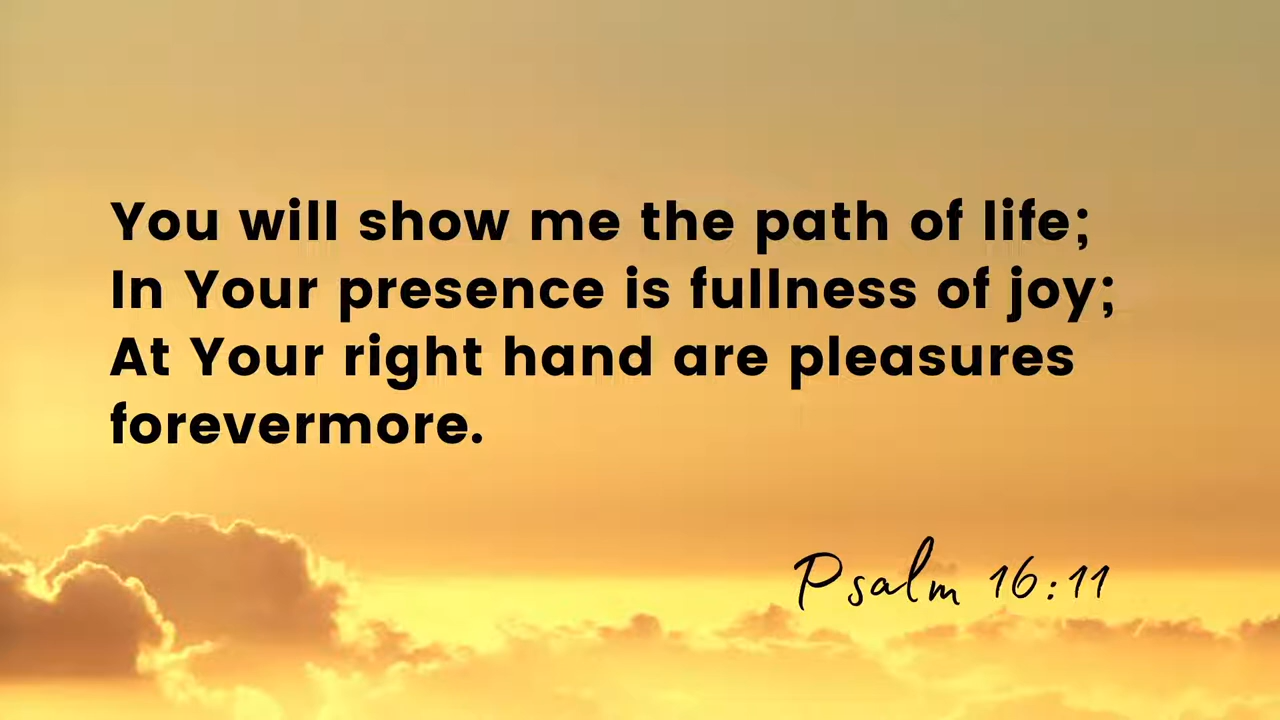 You will show me the path of life;
In Your presence is fullness of joy;
At Your right hand are pleasures
forevermore.
Psalm 16:11